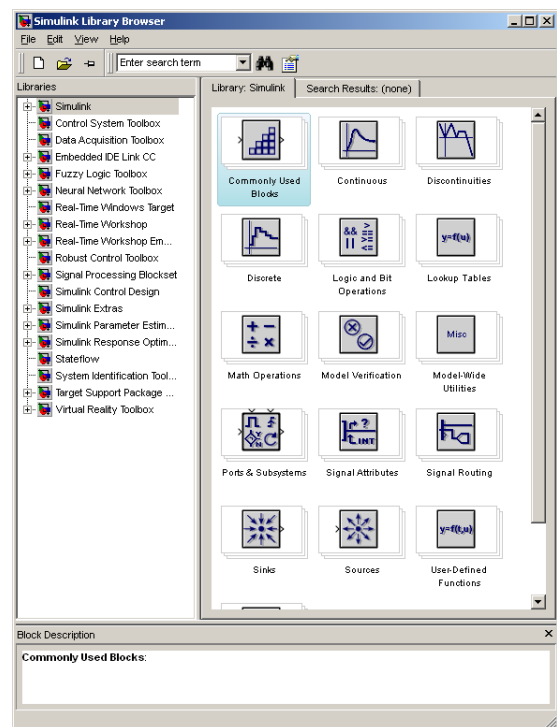 Simulink Library Browser
File Edit View Help
Enter search term
Libraries
Simulink
Control System Toolbox
Data Acquisition Toolbox
Embedded IDE Link CC
Fuzzy Logic Toolbox
Neural Network Toolbox
Real-Time Windows Target
Real-Time Workshop
Real-Time Workshop Em...
Robust Control Toolbox
Signal Processing Blockset
Simulink Control Design
Simulink Extras
Simulink Parameter Estim...
Simulink Response Optim...
Stateflow
System Identification Tool...
Target Support Package ...
Virtual Reality Toolbox
Library: Simulink Search Results: (none)
Commonly Used
Blocks
Continuous
Discontinuities
Discrete
&& >
|| ==
<=
Logic and Bit
Operations
y=f(u)
Lookup Tables
+ −
÷ ×
Math Operations
Model Verification
Misc
Model-Wide
Utilities
Y
N
Ports & Subsystems
?
INT
Signal Attributes
Signal Routing
Sinks
Sources
y=f(t,u)
User-Defined
Functions
Block Description
Commonly Used Blocks: